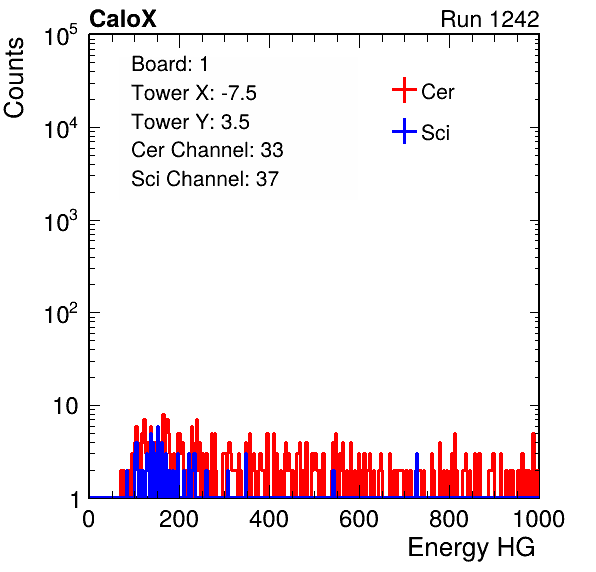 CaloX Run 1242
Counts
Board: 1
Tower X: -7.5
Tower Y: 3.5
Cer Channel: 33
Sci Channel: 37
Cer
Sci
10^5
10^4
10^3
10^2
10
1
0 200 400 600 800 1000
Energy HG